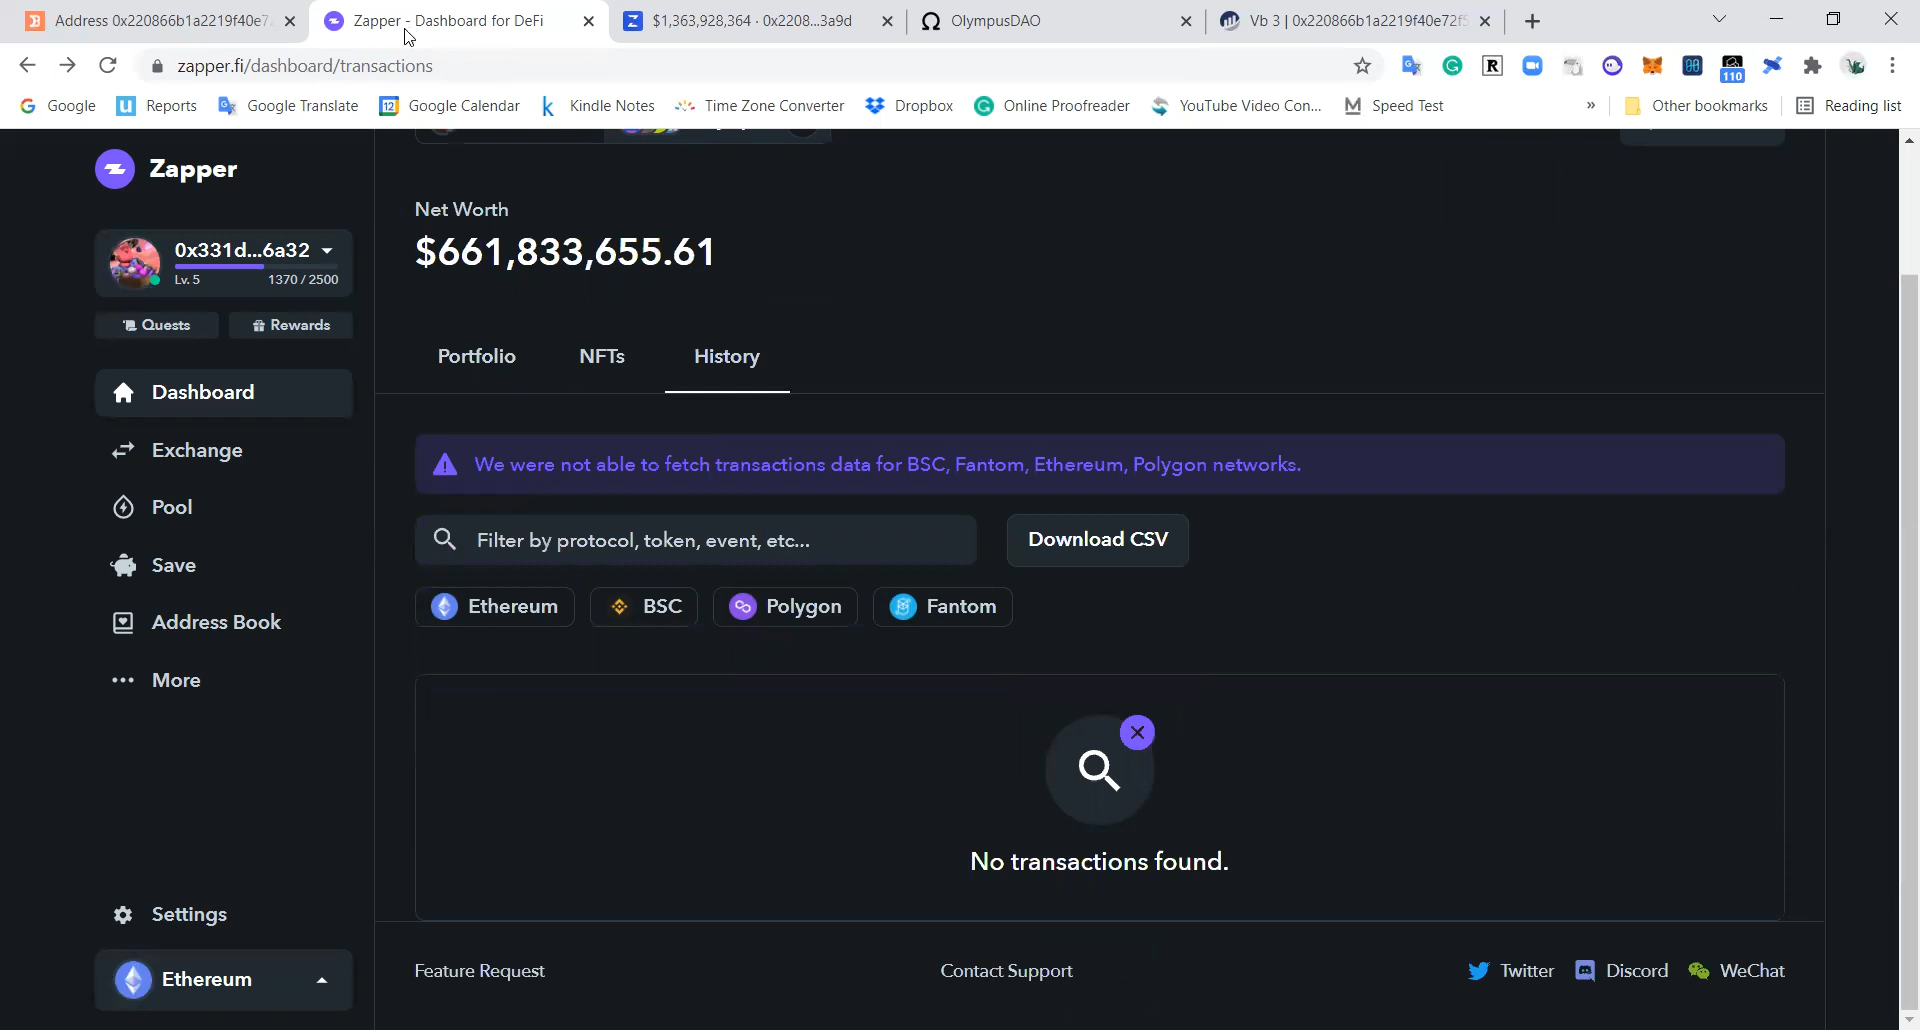 Address 0x220866b1a2219f40e7
Zapper - Dashboard for DeFi
$1,363,928,364 · 0x2208...3a9d
OlympusDAO
Vb 3 | 0x220866b1a2219f40e72f5
zapper.fi/dashboard/transactions
110
Google
Reports
Google Translate
Google Calendar
Kindle Notes
Time Zone Converter
Dropbox
Online Proofreader
YouTube Video Con...
Speed Test
»
Other bookmarks
Reading list
Zapper
0x331d...6a32
Lv. 5
1370 / 2500
Quests
Rewards
Dashboard
Exchange
Pool
Save
Address Book
More
Settings
Ethereum
Net Worth
$661,833,655.61
Portfolio
NFTs
History
We were not able to fetch transactions data for BSC, Fantom, Ethereum, Polygon networks.
Filter by protocol, token, event, etc...
Download CSV
Ethereum
BSC
Polygon
Fantom
No transactions found.
Feature Request
Contact Support
Twitter
Discord
WeChat